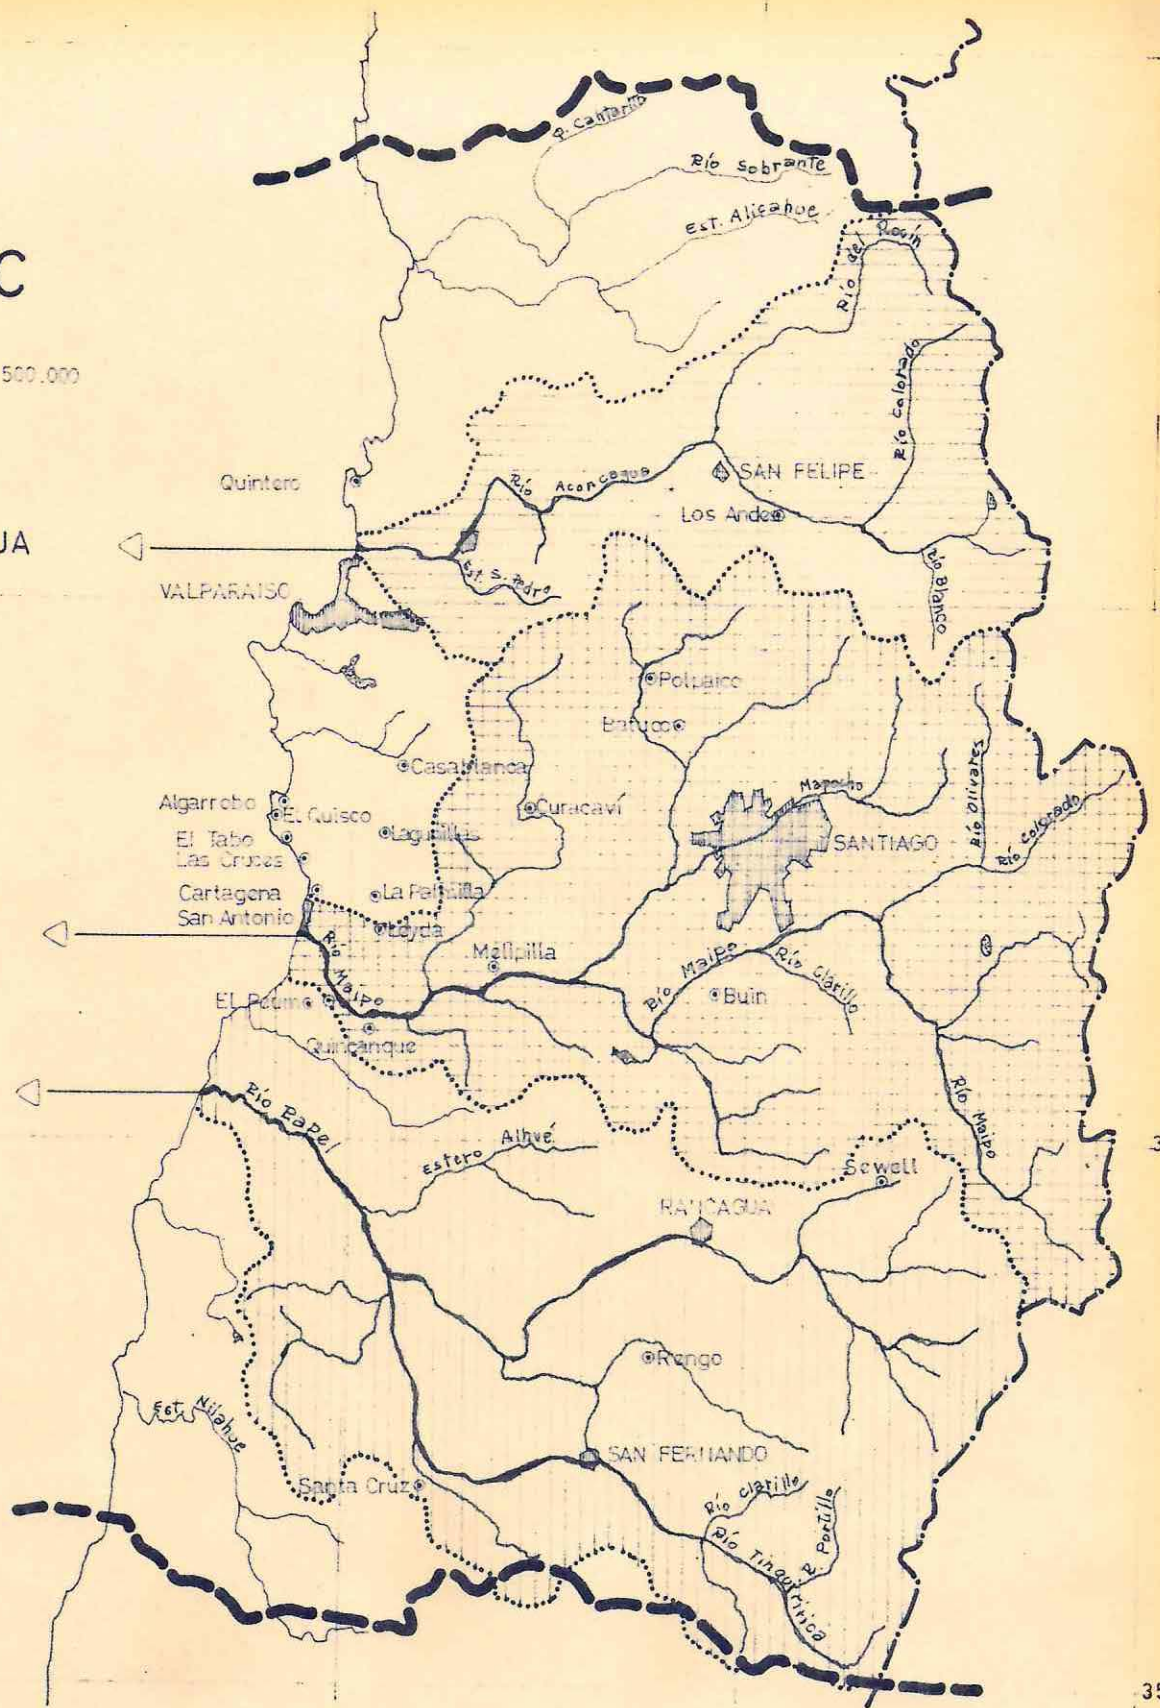 R. Cantarito
Río Sobrante
Est. Alicahue
Río del Rocín
C
500.000
Río Colorado
Quintero
Río Aconcagua
SAN FELIPE
Los Andes
UA
Est. S. Pedro
Río Blanco
VALPARAISO
Polpaico
Batuco
Casablanca
Río Olivares
Algarrobo
El Quisco
Curacaví
Mapocho
El Tabo
Lagunillas
SANTIAGO
Río Colorado
Las Cruces
Cartagena
La Palmilla
San Antonio
Leyda
Río Maipo
Melipilla
Río Maipo
Río Clarillo
EL Peumo
Buin
Quincanque
Río Rapel
Río Maipo
Estero Alhué
3
Sewell
RANCAGUA
Rengo
Est. Nilahue
SAN FERNANDO
Santa Cruz
Río Clarillo
R. Portillo
Río Tinguiririca
35